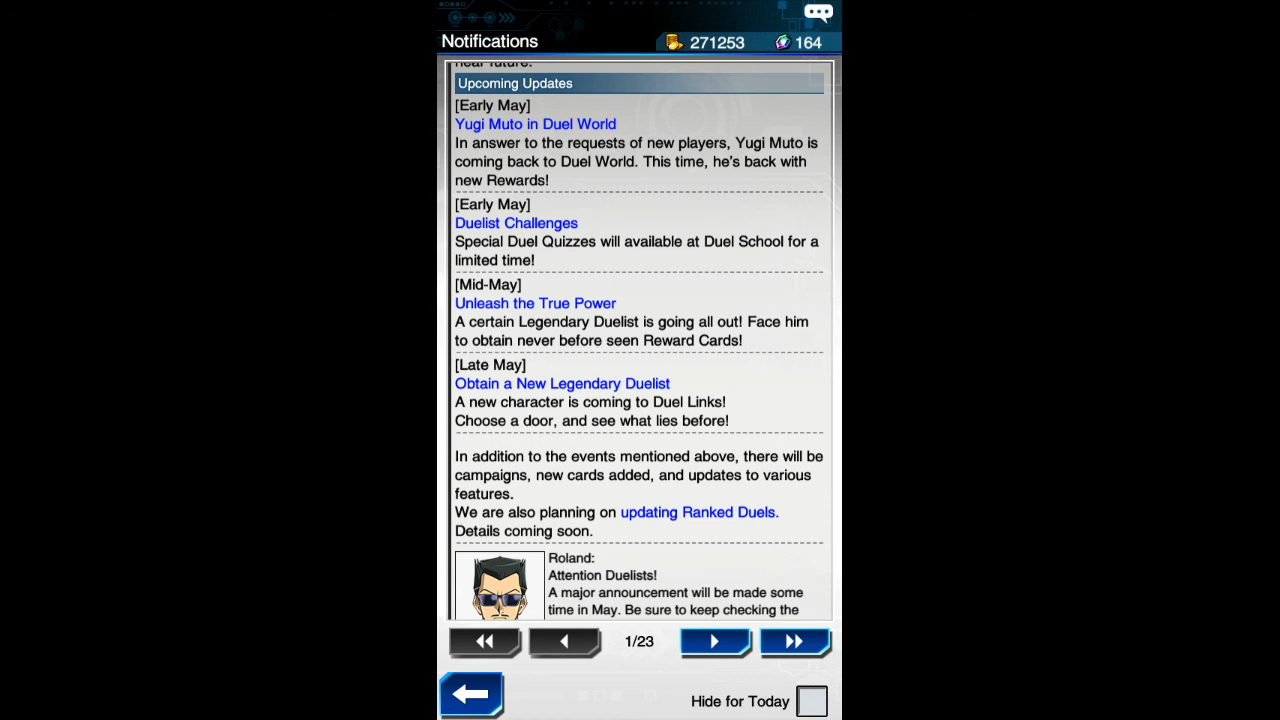 Notifications
271253
164
near future.
Upcoming Updates
[Early May]
Yugi Muto in Duel World
In answer to the requests of new players, Yugi Muto is
coming back to Duel World. This time, he's back with
new Rewards!
[Early May]
Duelist Challenges
Special Duel Quizzes will available at Duel School for a
limited time!
[Mid-May]
Unleash the True Power
A certain Legendary Duelist is going all out! Face him
to obtain never before seen Reward Cards!
[Late May]
Obtain a New Legendary Duelist
A new character is coming to Duel Links!
Choose a door, and see what lies before!
In addition to the events mentioned above, there will be
campaigns, new cards added, and updates to various
features.
We are also planning on updating Ranked Duels.
Details coming soon.
Roland:
Attention Duelists!
A major announcement will be made some
time in May. Be sure to keep checking the
1/23
Hide for Today